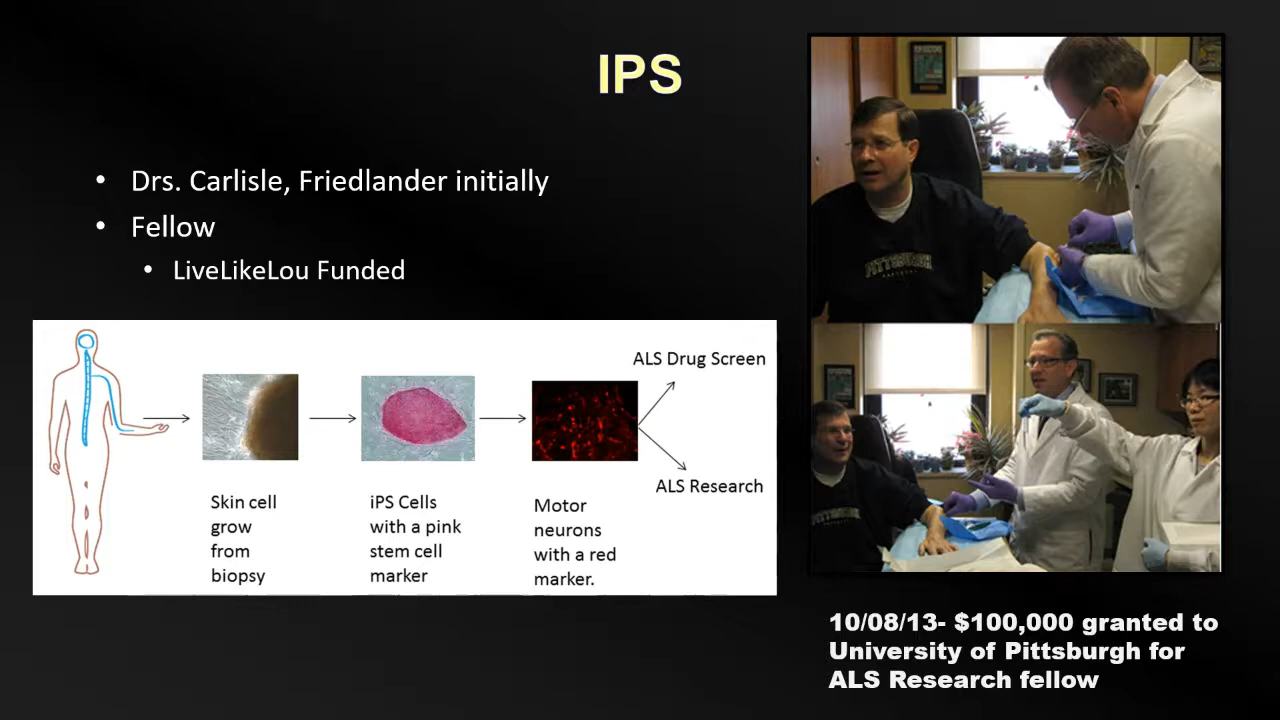 IPS
• Drs. Carlisle, Friedlander initially
• Fellow
• LiveLikeLou Funded
Skin cell
grow
from
biopsy
iPS Cells
with a pink
stem cell
marker
Motor
neurons
with a red
marker.
ALS Drug Screen
ALS Research
PITTSBURGH
10/08/13- $100,000 granted to
University of Pittsburgh for
ALS Research fellow